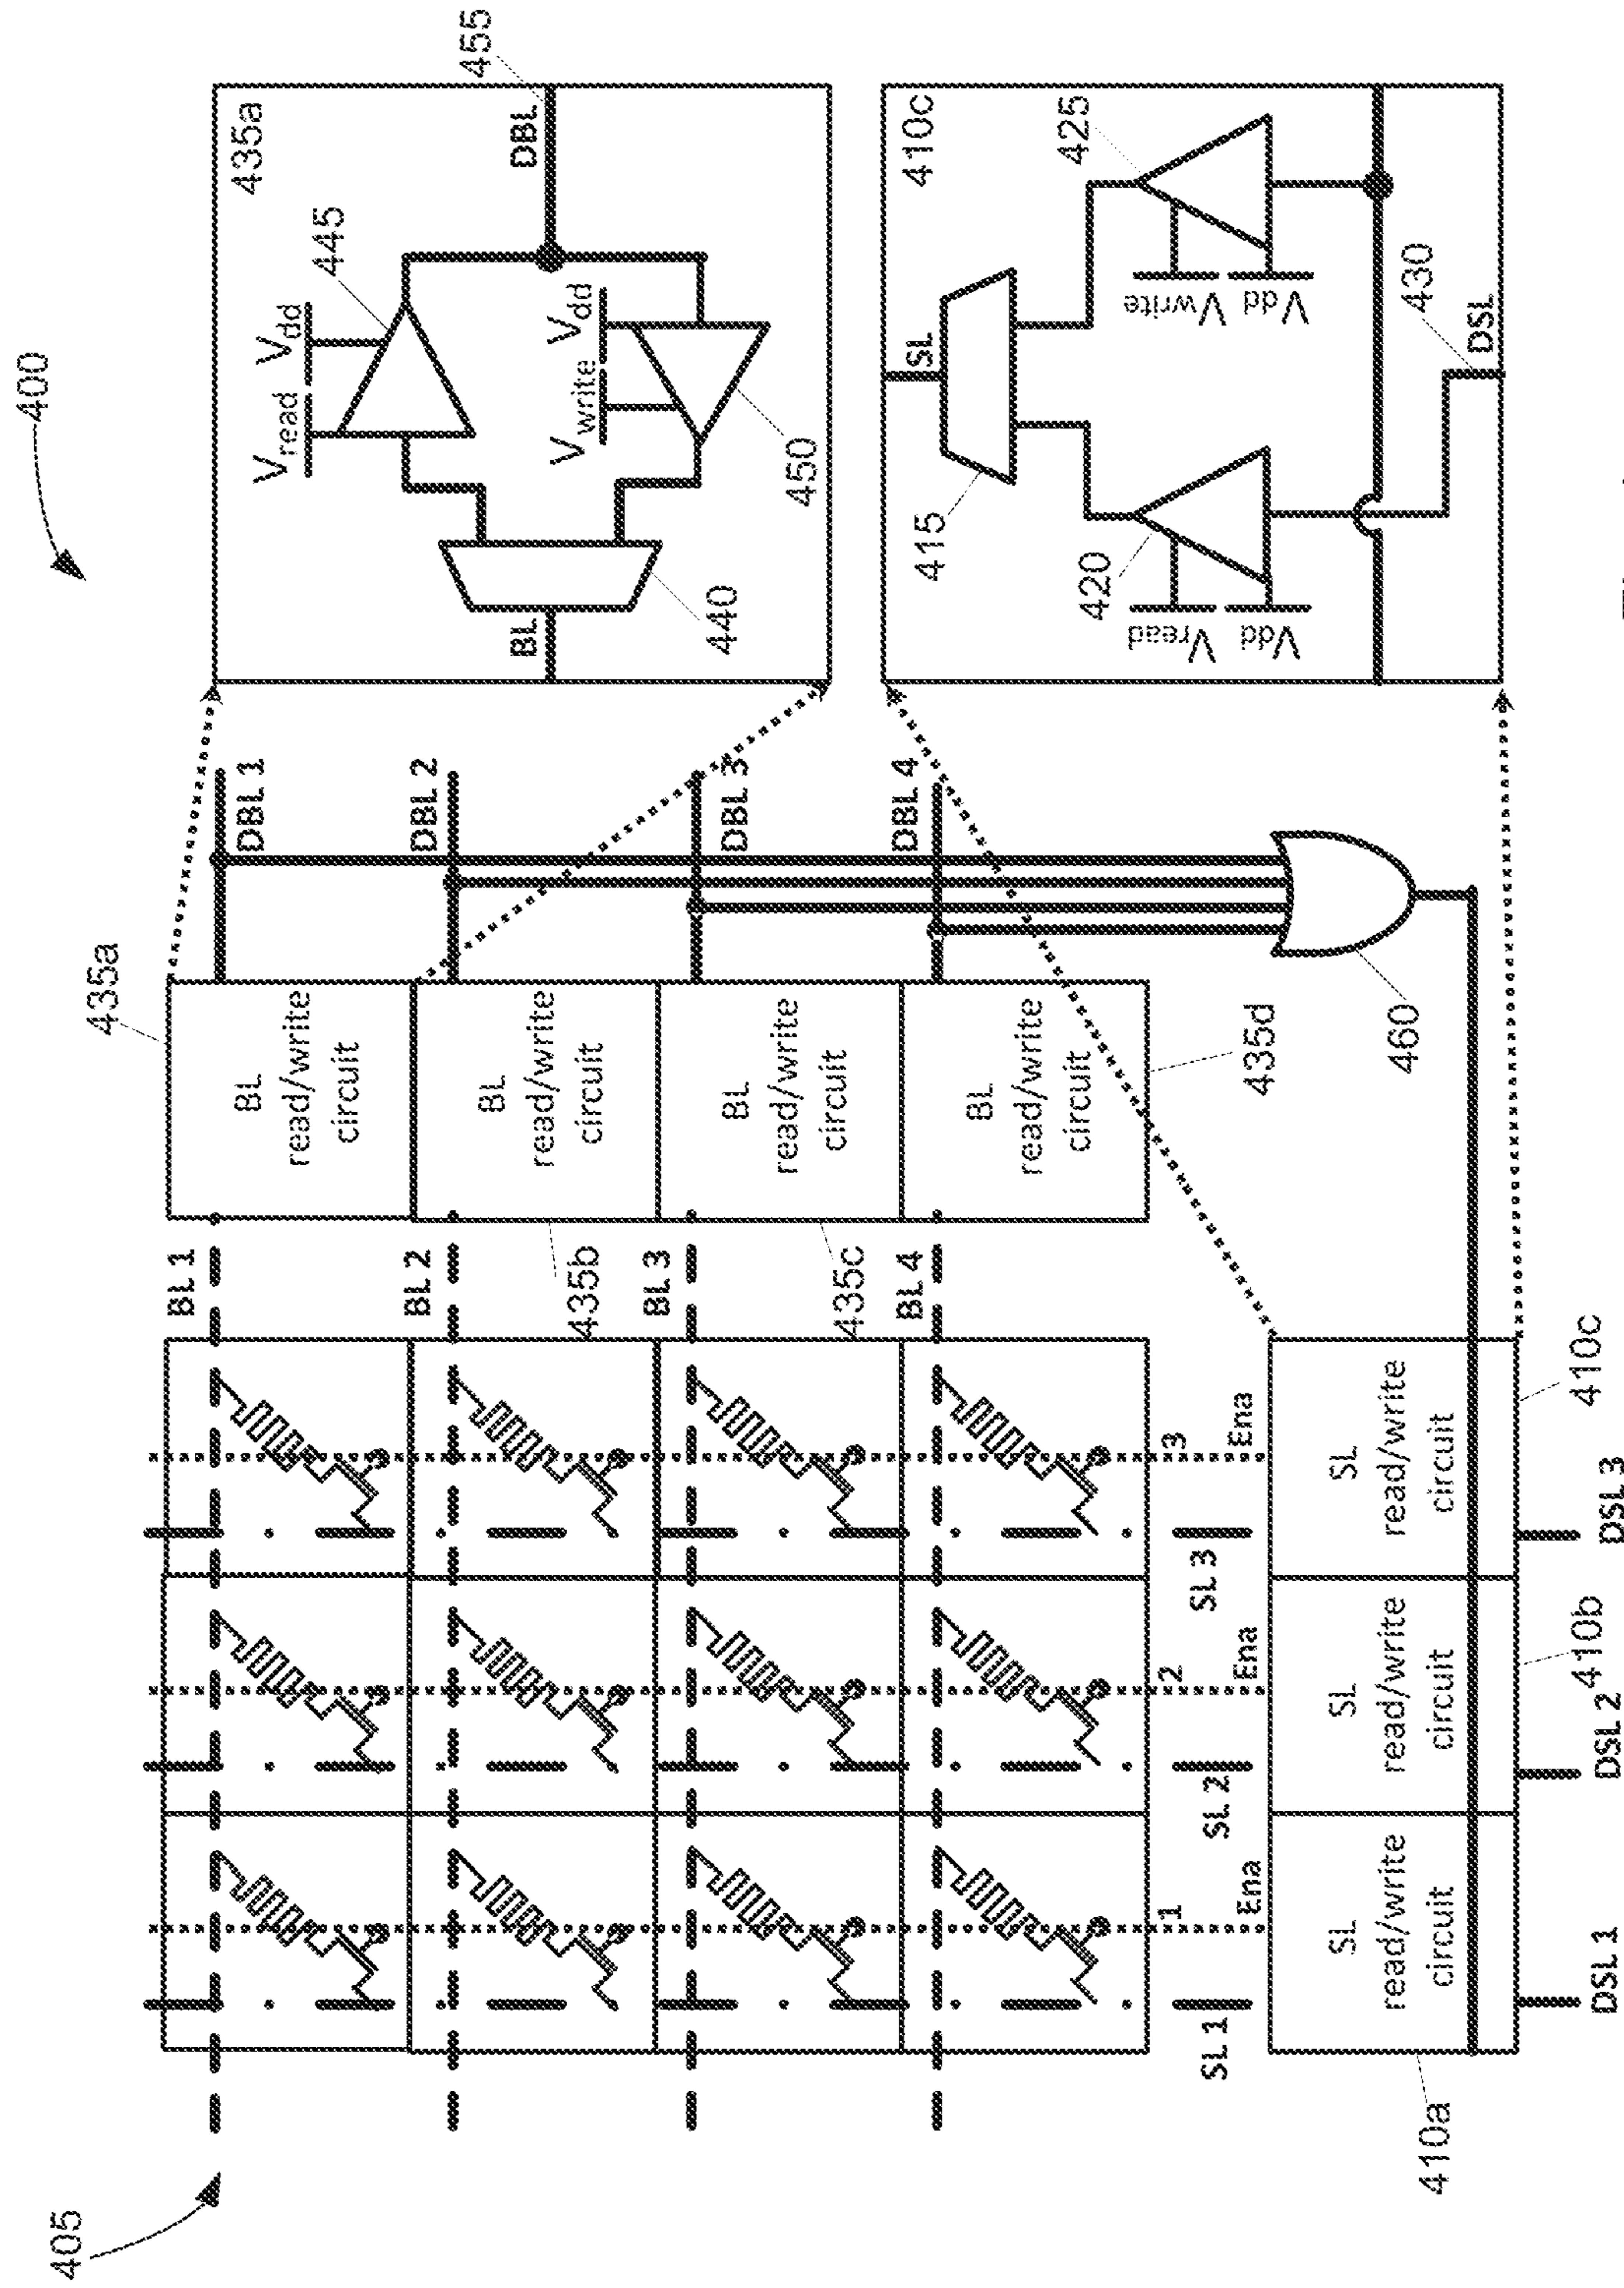 400
405
435a
BL 1
BL 2
BL 3
BL 4
435b
435c
435d
BL
read/write
circuit
BL
read/write
circuit
BL
read/write
circuit
BL
read/write
circuit
DBL 1
DBL 2
DBL 3
DBL 4
460
SL 1
1
Ena
SL 2
2
Ena
SL 3
3
Ena
SL
read/write
circuit
SL
read/write
circuit
SL
read/write
circuit
410a
410b
410c
DSL 1
DSL 2
DSL 3
435a
455
Vread
Vdd
445
DBL
BL
Vwrite
Vdd
440
450
410c
SL
415
425
420
Vread
Vdd
Vwrite
Vdd
430
DSL